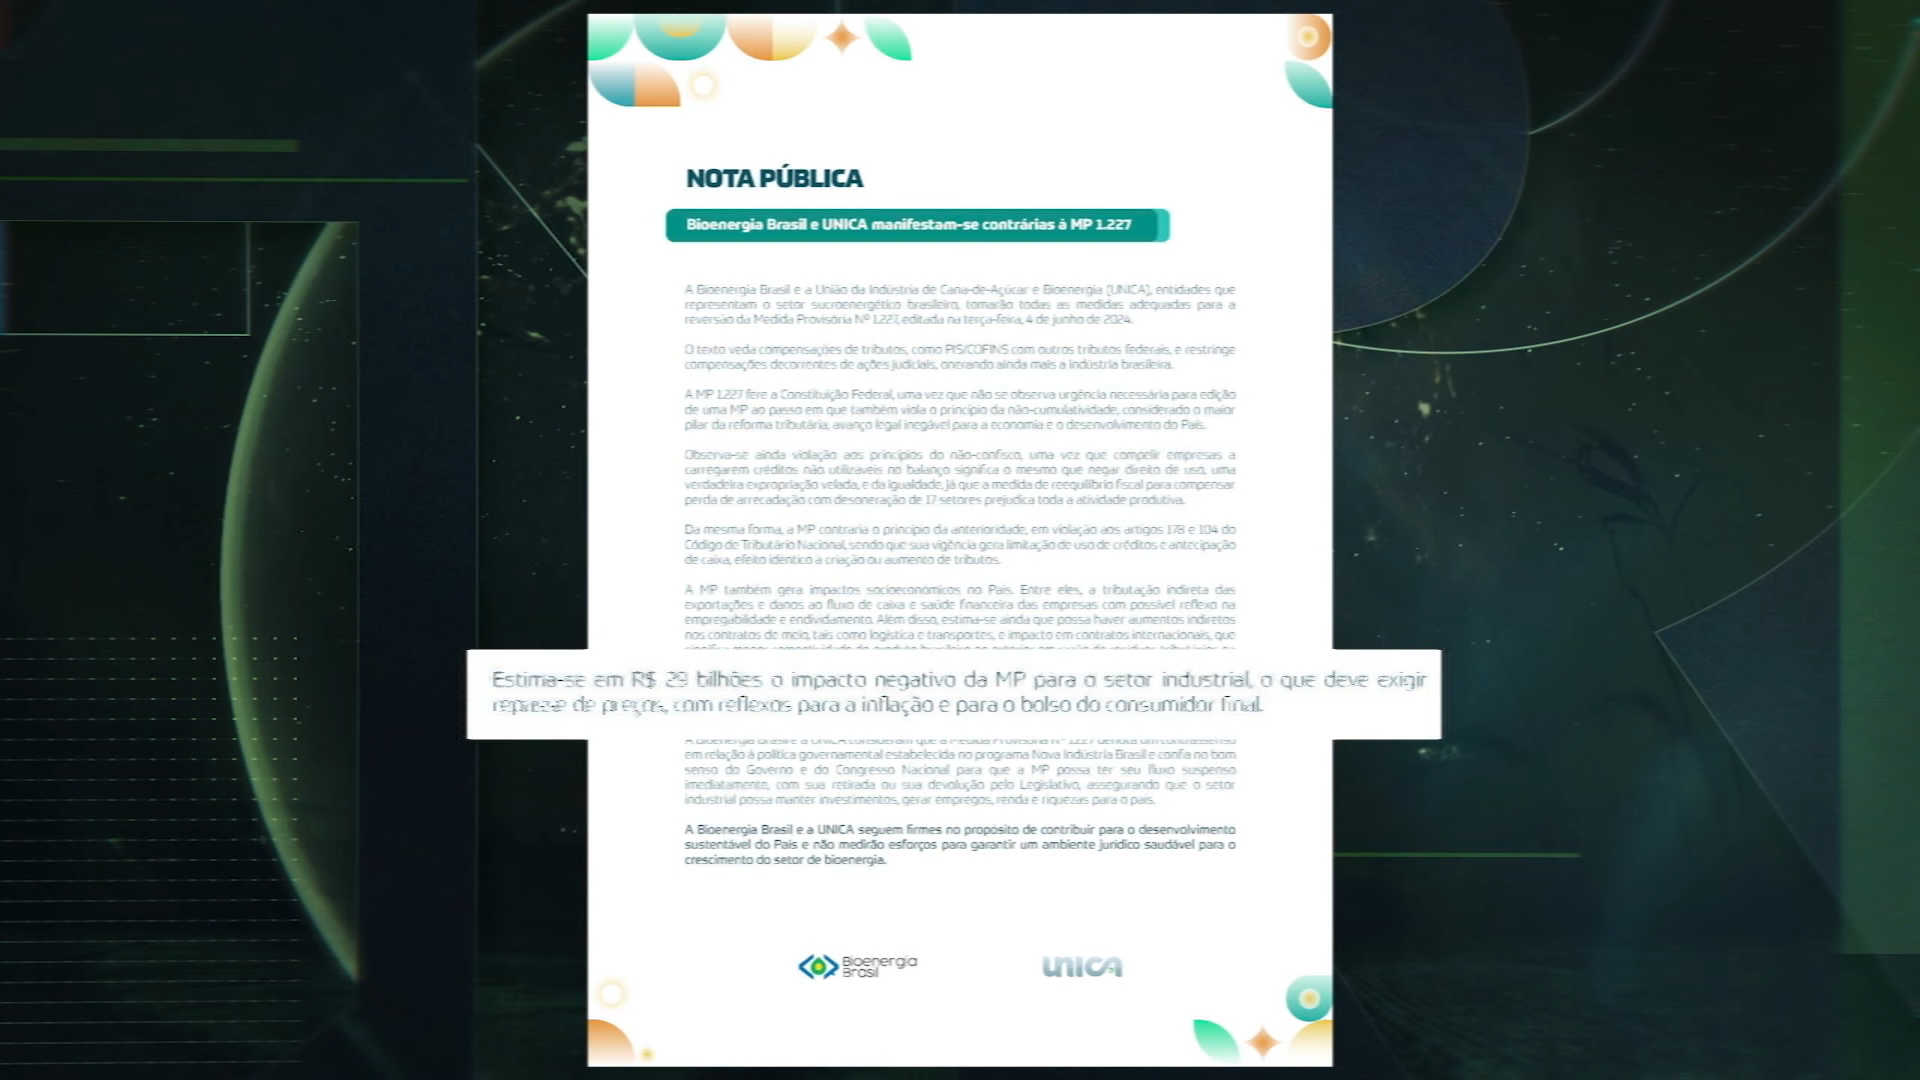 NOTA PÚBLICA
Bioenergia Brasil e UNICA manifestam-se contrárias à MP 1.227
A Bioenergia Brasil e a União da Indústria de Cana-de-Açúcar e Bioenergia (UNICA), entidades que
representam o setor sucroenergético brasileiro, tomarão todas as medidas adequadas para a
reversão da Medida Provisória Nº 1.227, editada na terça-feira, 4 de junho de 2024.
O texto veda compensações de tributos, como PIS/COFINS com outros tributos federais, e restringe
compensações decorrentes de ações judiciais, onerando ainda mais a indústria brasileira.
A MP 1.227 fere a Constituição Federal, uma vez que não se observa urgência necessária para edição
de uma MP ao passo em que também viola o princípio da não-cumulatividade, considerado o maior
pilar da reforma tributária, avanço legal inegável para a economia e o desenvolvimento do País.
Observa-se ainda violação aos princípios do não-confisco, uma vez que compelir empresas a
carregarem créditos não utilizáveis no balanço significa o mesmo que negar direito de uso, uma
verdadeira expropriação velada, e da igualdade, já que a medida de reequilíbrio fiscal para compensar
perda de arrecadação com desoneração de 17 setores prejudica toda a atividade produtiva.
Da mesma forma, a MP contraria o princípio da anterioridade, em violação aos artigos 178 e 104 do
Código de Tributário Nacional, sendo que sua vigência gera limitação de uso de créditos e antecipação
de caixa, efeito idêntico à criação ou aumento de tributos.
A MP também gera impactos socioeconômicos no País. Entre eles, a tributação indireta das
exportações e danos ao fluxo de caixa e saúde financeira das empresas com possível reflexo na
empregabilidade e endividamento. Além disso, estima-se ainda que possa haver aumentos indiretos
nos contratos de meio, tais como logística e transportes, e impacto em contratos internacionais, que
Estima-se em R$ 29 bilhões o impacto negativo da MP para o setor industrial, o que deve exigir
repasse de preços, com reflexos para a inflação e para o bolso do consumidor final.
A Bioenergia Brasil e a UNICA consideram que a Medida Provisória Nº 1.227 denota um contrassenso
em relação à política governamental estabelecida no programa Nova Indústria Brasil e confia no bom
senso do Governo e do Congresso Nacional para que a MP possa ter seu fluxo suspenso
imediatamente, com sua retirada ou sua devolução pelo Legislativo, assegurando que o setor
industrial possa manter investimentos, gerar empregos, renda e riquezas para o país.
A Bioenergia Brasil e a UNICA seguem firmes no propósito de contribuir para o desenvolvimento
sustentável do País e não medirão esforços para garantir um ambiente jurídico saudável para o
crescimento do setor de bioenergia.
Bioenergia
Brasil
UNICA